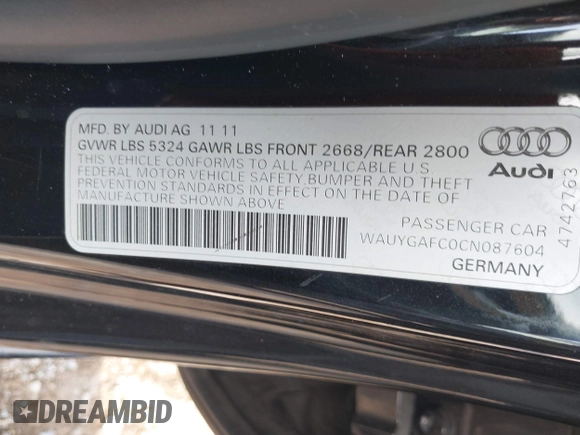 MFD. BY AUDI AG 11 11
GVWR LBS 5324 GAWR LBS FRONT 2668/REAR 2800
THIS VEHICLE CONFORMS TO ALL APPLICABLE U.S
FEDERAL MOTOR VEHICLE SAFETY BUMPER AND THEFT
PREVENTION STANDARDS IN EFFECT ON THE DATE OF
MANUFACTURE SHOWN ABOVE
Audi
4742763
PASSENGER CAR
WAUYGAFC0CN087604
GERMANY
DREAMBID